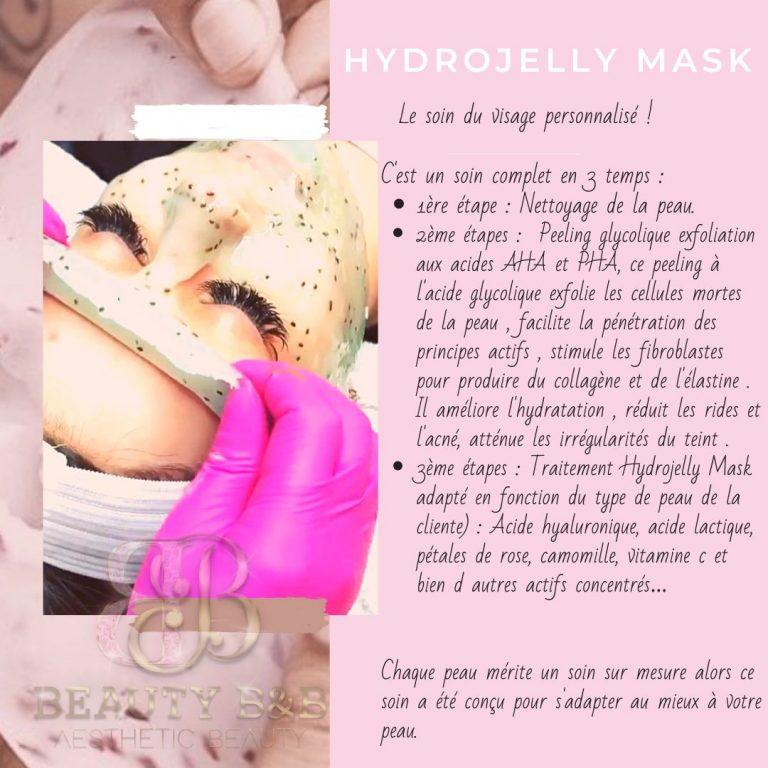 HYDROJELLY MASK
Le soin du visage personnalisé !
C'est un soin complet en 3 temps :
• 1ère étape : Nettoyage de la peau.
• 2ème étapes : Peeling glycolique exfoliation
aux acides AHA et PHA, ce peeling à
l'acide glycolique exfolie les cellules mortes
de la peau , facilite la pénétration des
principes actifs , stimule les fibroblastes
pour produire du collagène et de l'élastine .
Il améliore l'hydratation , réduit les rides et
l'acné, atténue les irrégularités du teint .
• 3ème étapes : Traitement Hydrojelly Mask
adapté en fonction du type de peau de la
cliente) : Acide hyaluronique, acide lactique,
pétales de rose, camomille, vitamine c et
bien d autres actifs concentrés...
Chaque peau mérite un soin sur mesure alors ce
soin a été conçu pour s'adapter au mieux à votre
peau.
BB
BEAUTY B&B
AESTHETIC BEAUTY